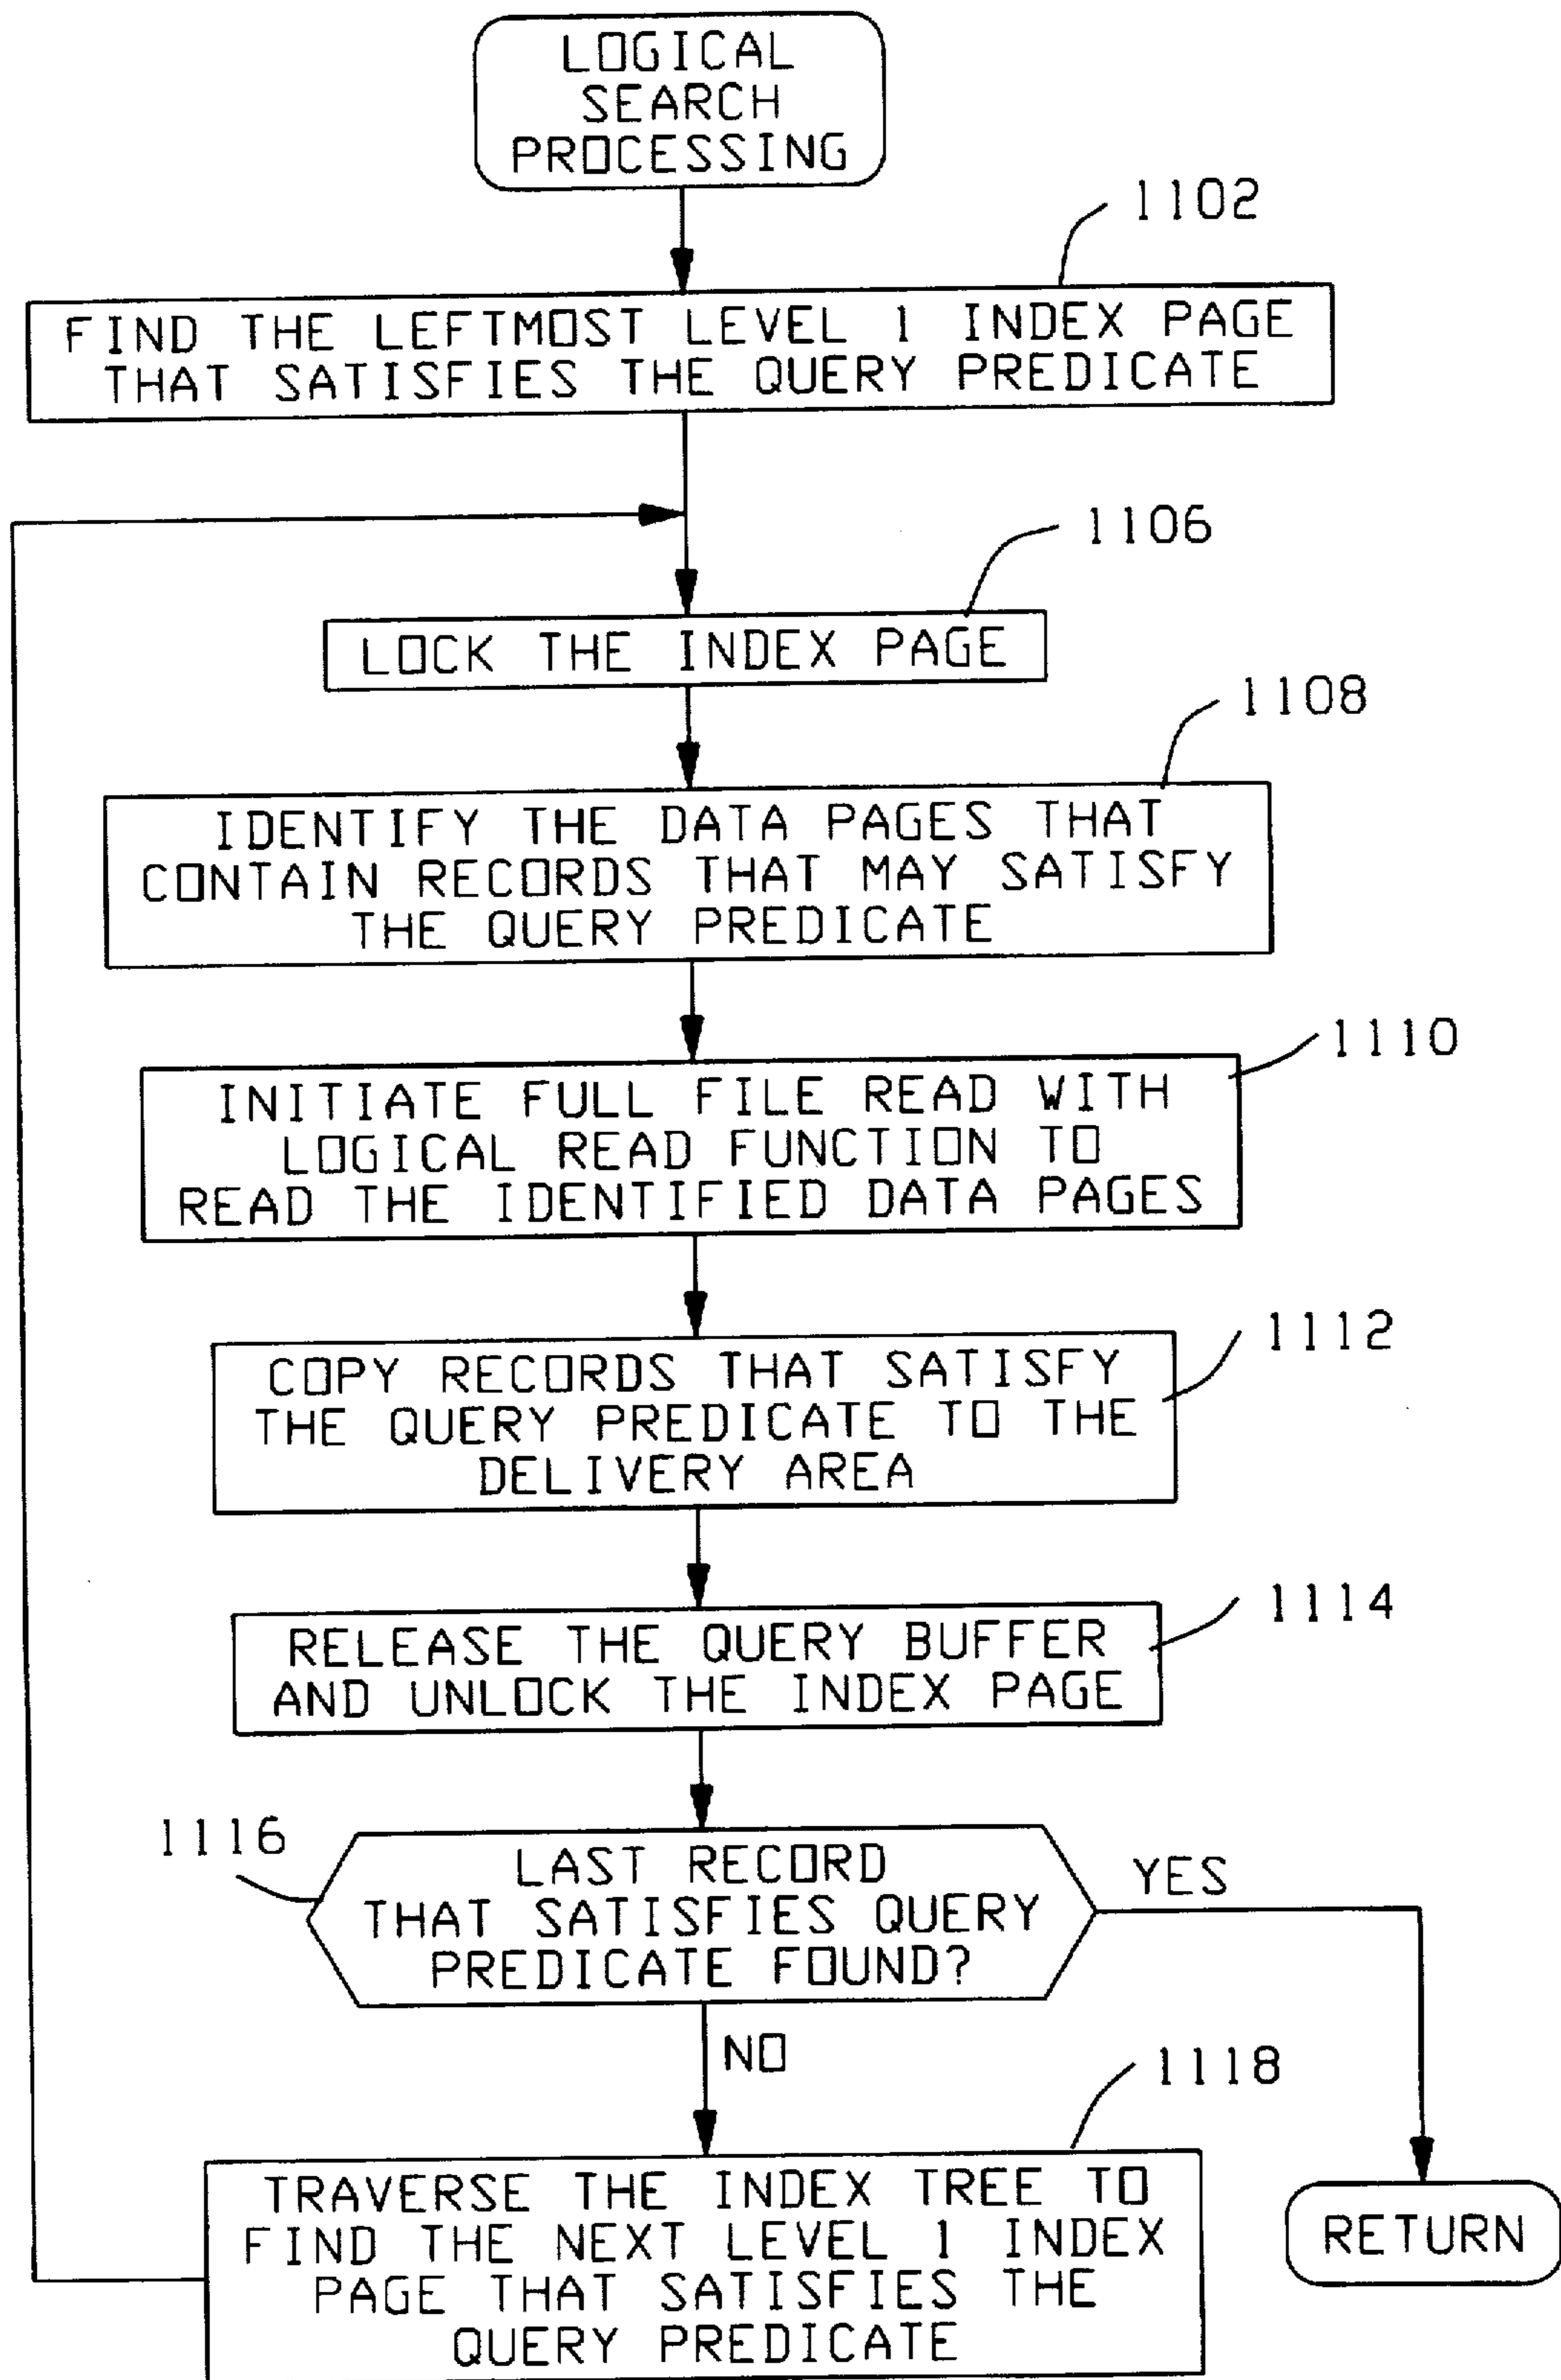 LOGICAL
SEARCH
PROCESSING
1102
FIND THE LEFTMOST LEVEL 1 INDEX PAGE
THAT SATISFIES THE QUERY PREDICATE
1106
LOCK THE INDEX PAGE
1108
IDENTIFY THE DATA PAGES THAT
CONTAIN RECORDS THAT MAY SATISFY
THE QUERY PREDICATE
1110
INITIATE FULL FILE READ WITH
LOGICAL READ FUNCTION TO
READ THE IDENTIFIED DATA PAGES
1112
COPY RECORDS THAT SATISFY
THE QUERY PREDICATE TO THE
DELIVERY AREA
1114
RELEASE THE QUERY BUFFER
AND UNLOCK THE INDEX PAGE
1116
LAST RECORD
THAT SATISFIES QUERY
PREDICATE FOUND?
YES
NO
1118
TRAVERSE THE INDEX TREE TO
FIND THE NEXT LEVEL 1 INDEX
PAGE THAT SATISFIES THE
QUERY PREDICATE
RETURN